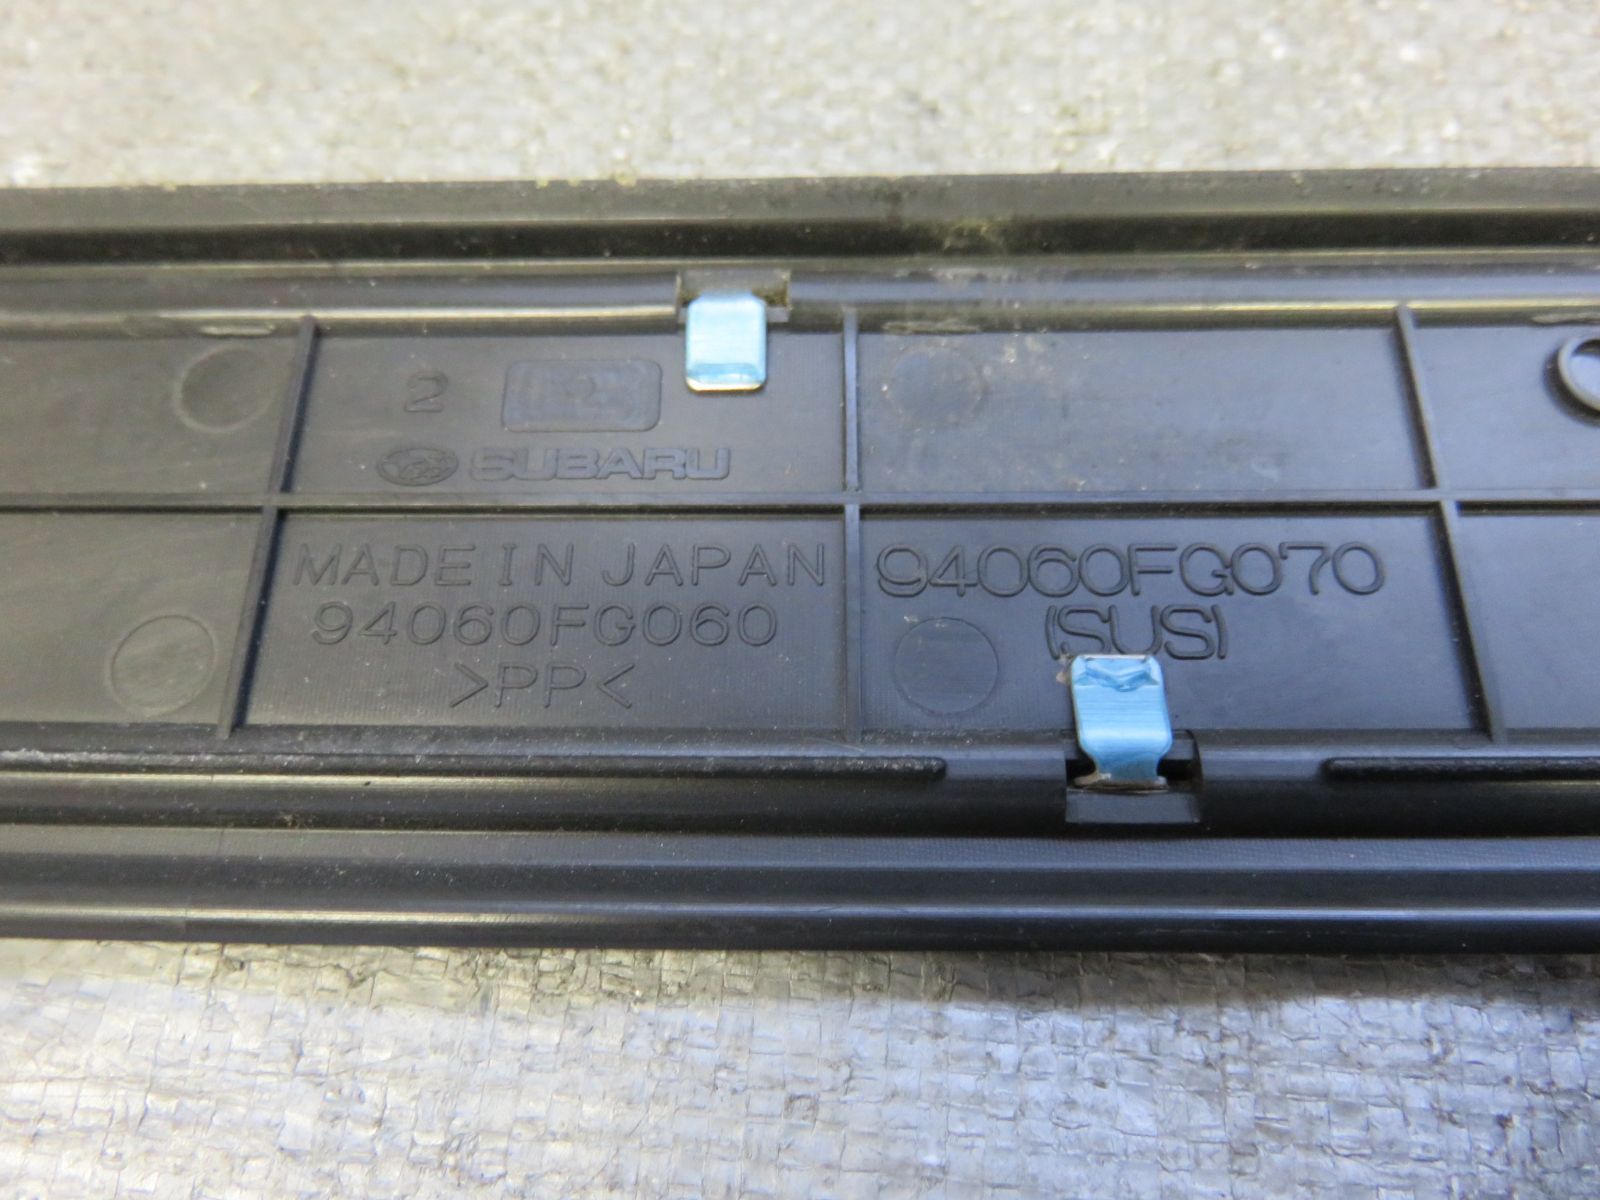 2
SUBARU
MADE IN JAPAN
94060FG060
>PP<
94060FG070
(SUS)